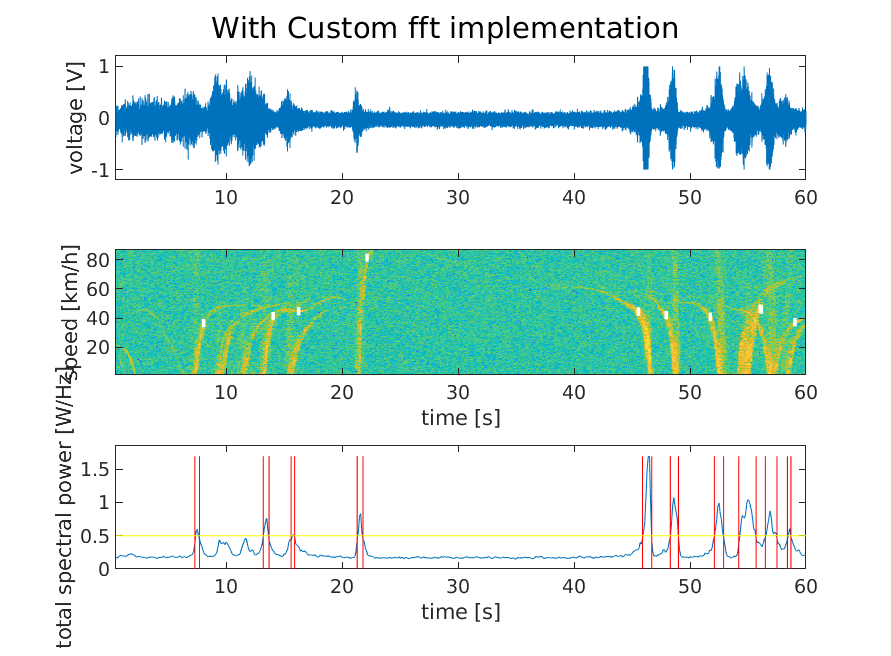 With Custom fft implementation
voltage [V]
1
0
-1
10 20 30 40 50 60
speed [km/h]
80
60
40
20
10 20 30 40 50 60
time [s]
total spectral power [W/Hz]
1.5
1
0.5
0
10 20 30 40 50 60
time [s]